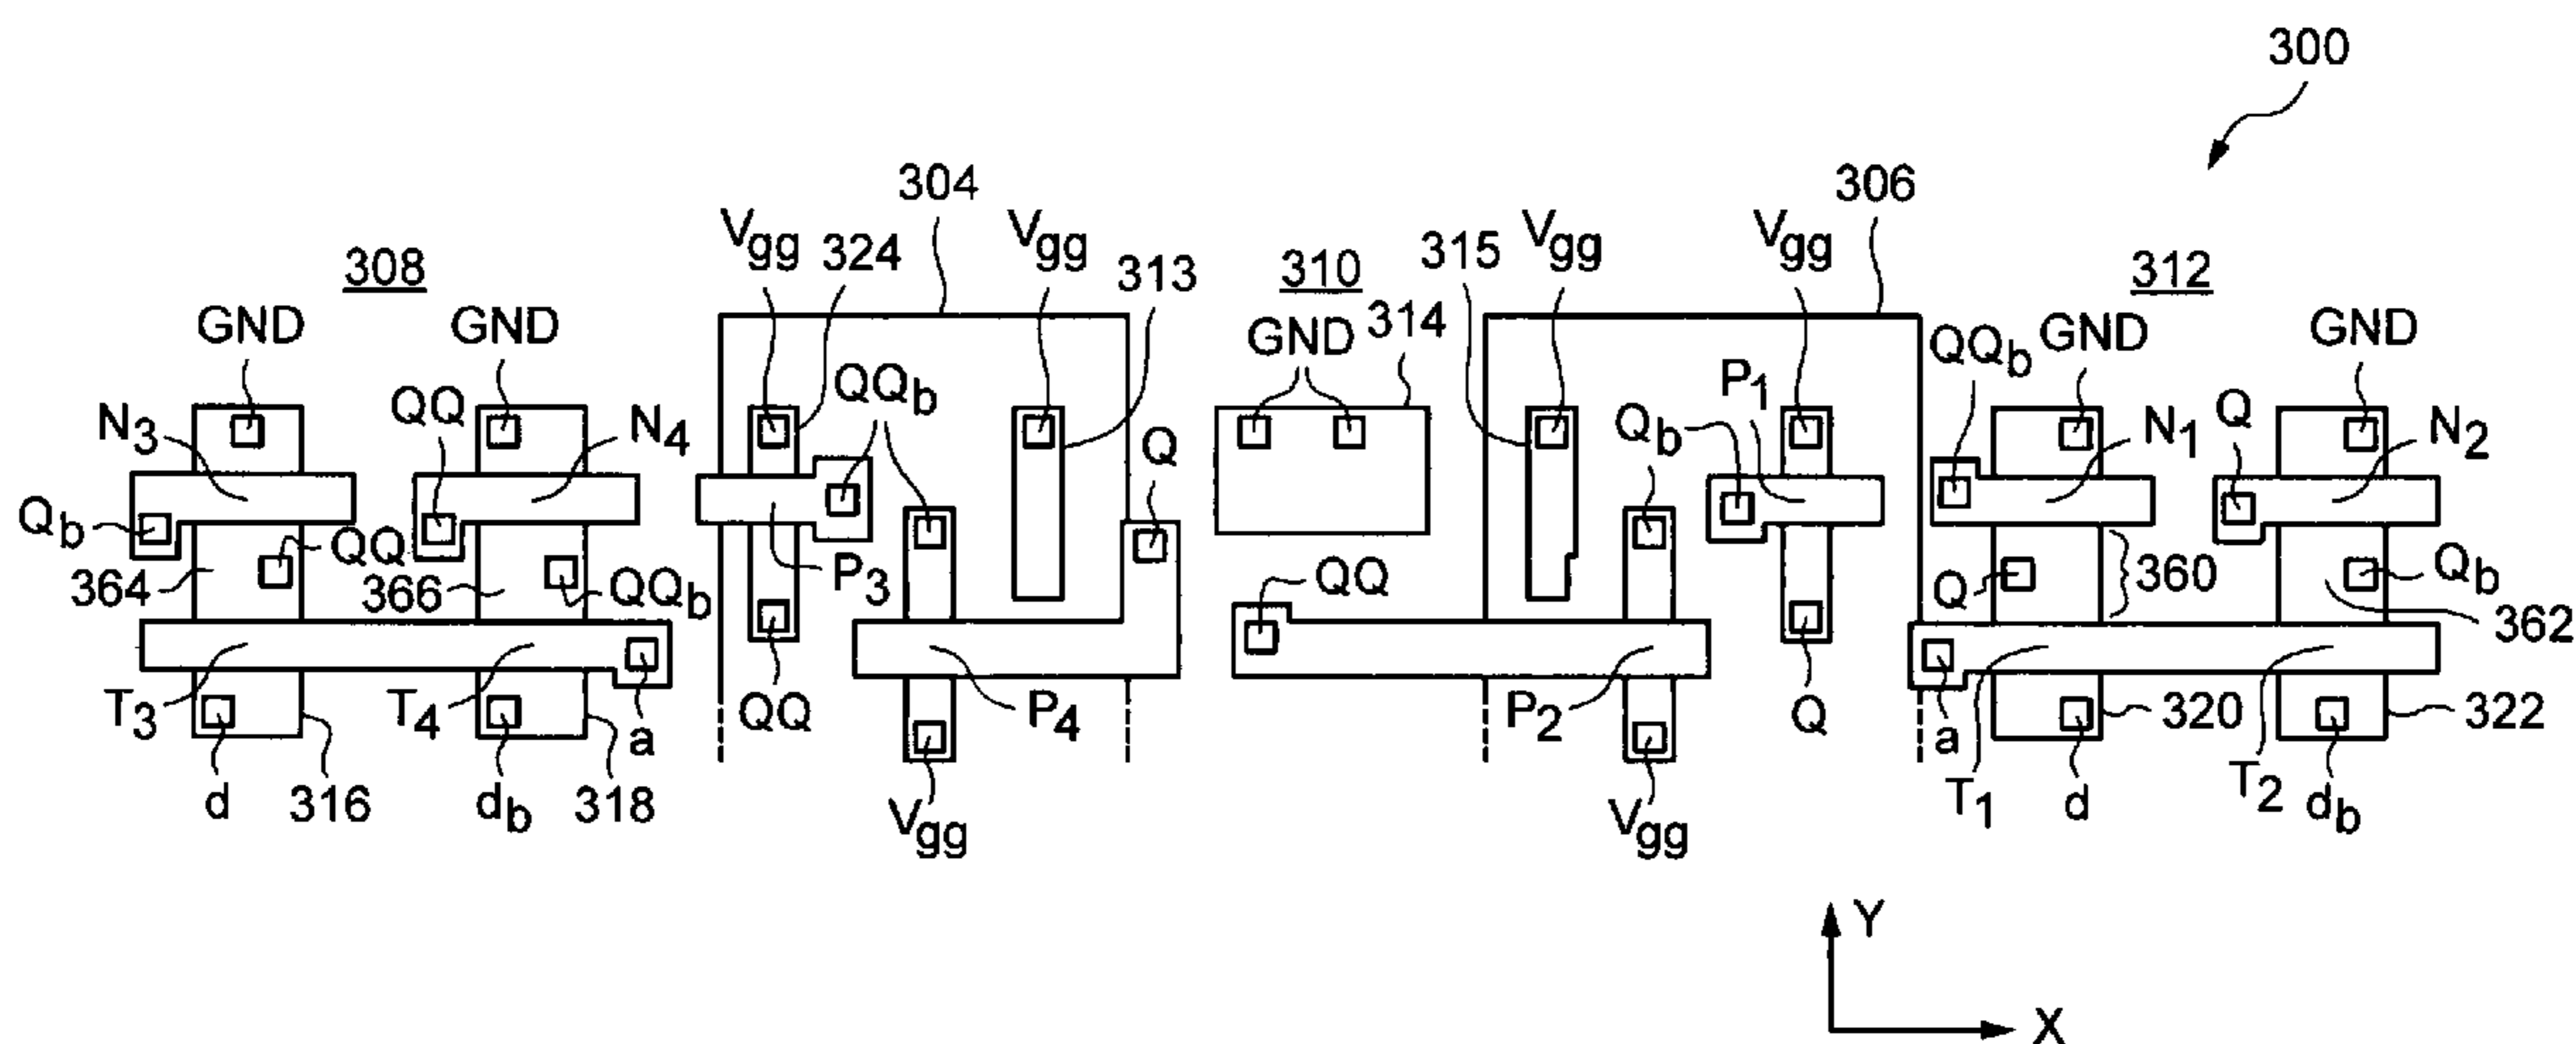 300
304
306
Vgg
324
Vgg
313
308
315
Vgg
Vgg
310
312
GND
GND
GND
314
QQb
GND
GND
N3
QQ
N4
QQb
Q
Qb
P1
N1
Q
N2
Qb
QQ
364
366
QQb
P3
QQ
Q
360
Qb
362
T3
T4
a
QQ
P4
P2
Q
a
320
322
d
316
db
318
Vgg
Vgg
T1
d
T2
db
Y
X